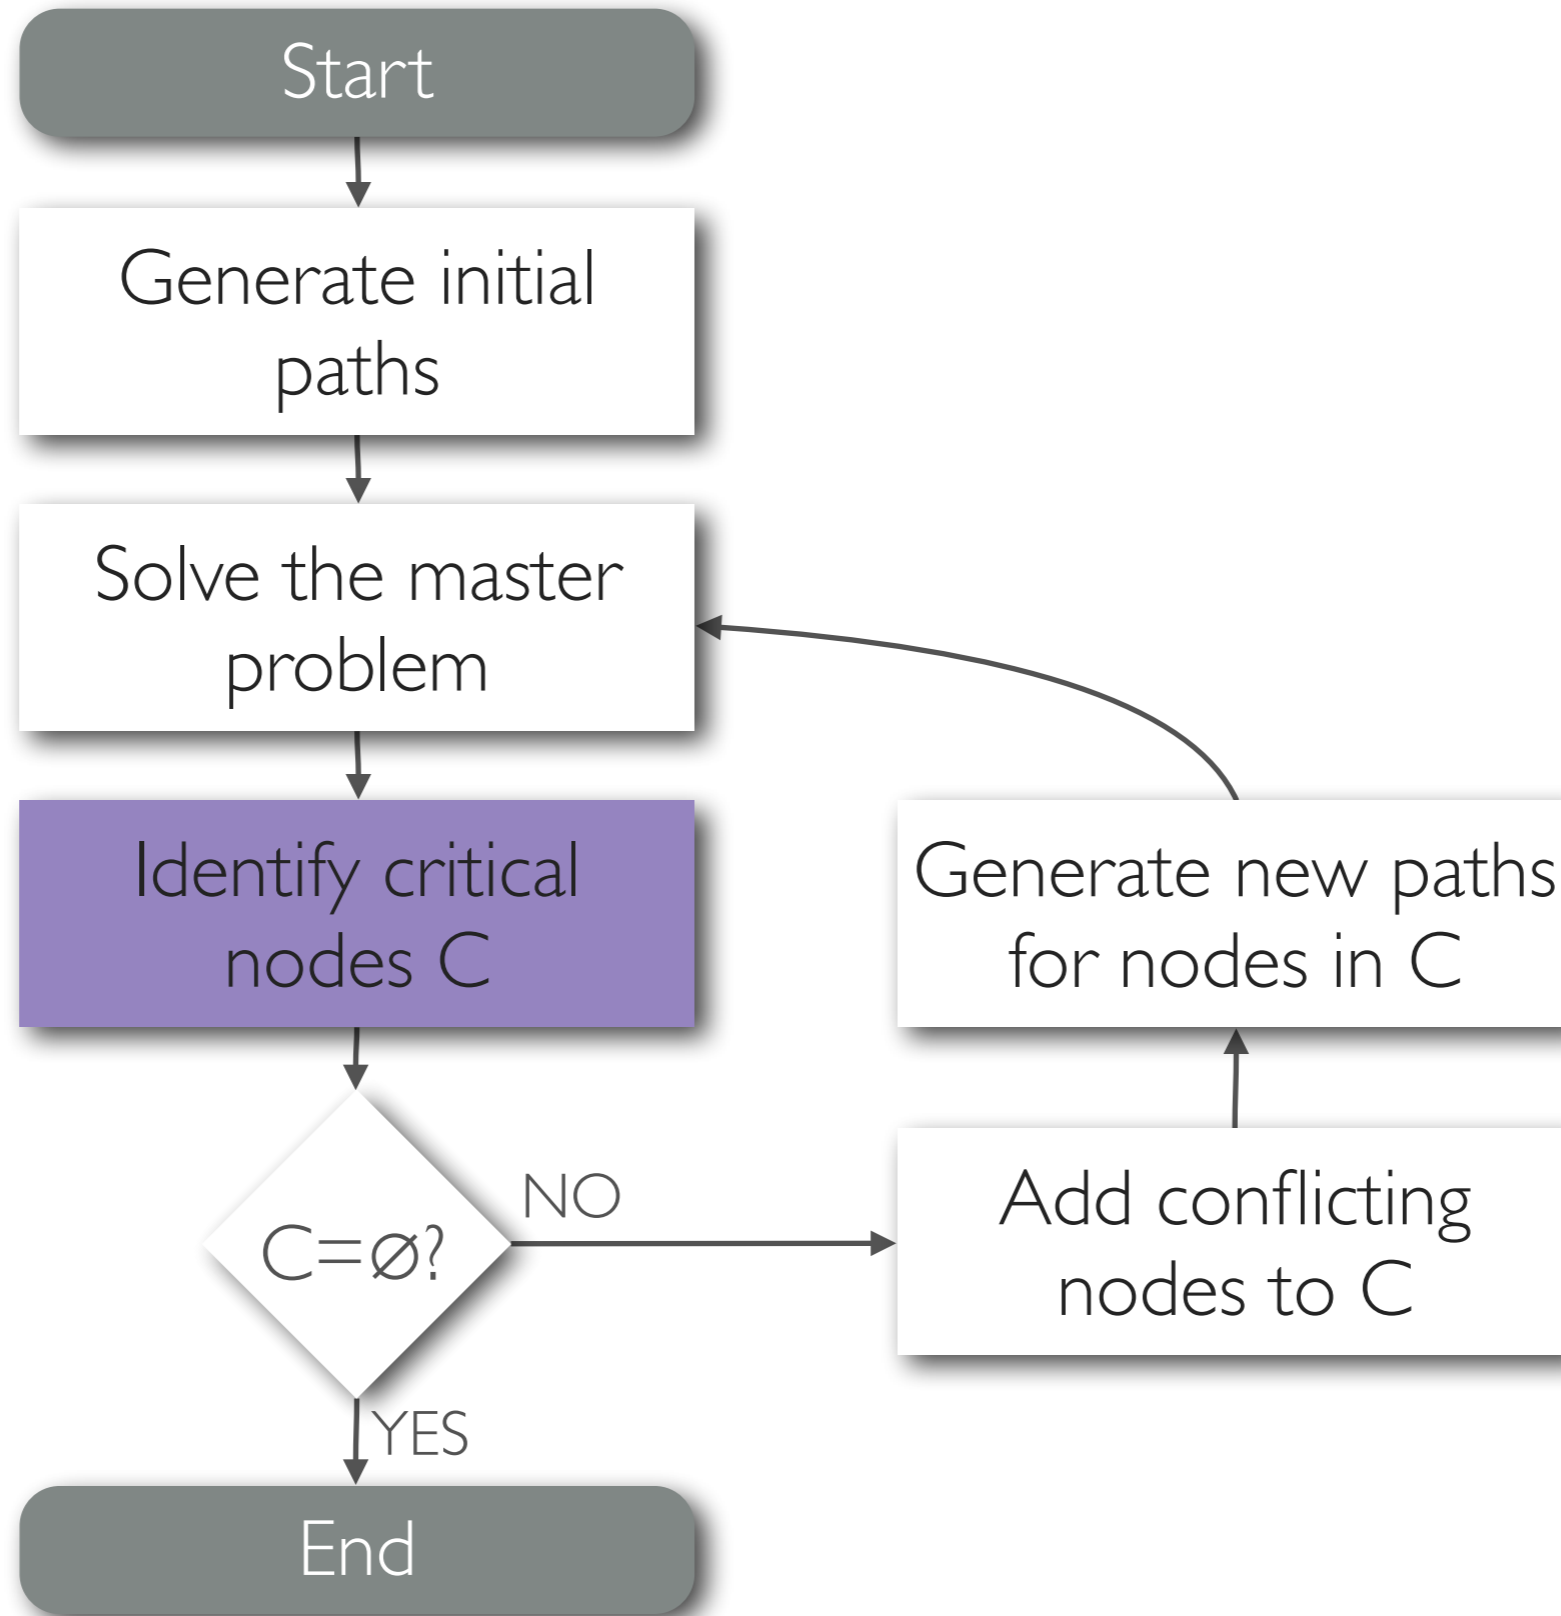 Start
Generate initial
paths
Solve the master
problem
Identify critical
nodes C
Generate new paths
for nodes in C
C=∅?
NO
Add conflicting
nodes to C
YES
End